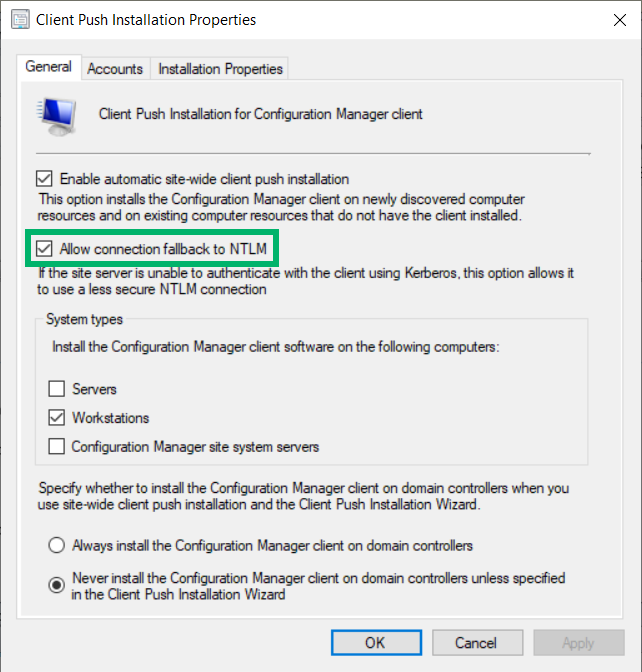 Client Push Installation Properties
General
Accounts
Installation Properties
Client Push Installation for Configuration Manager client
Enable automatic site-wide client push installation
This option installs the Configuration Manager client on newly discovered computer
resources and on existing computer resources that do not have the client installed.
Allow connection fallback to NTLM
If the site server is unable to authenticate with the client using Kerberos, this option allows it
to use a less secure NTLM connection
System types
Install the Configuration Manager client software on the following computers:
Servers
Workstations
Configuration Manager site system servers
Specify whether to install the Configuration Manager client on domain controllers when you
use site-wide client push installation and the Client Push Installation Wizard.
Always install the Configuration Manager client on domain controllers
Never install the Configuration Manager client on domain controllers unless specified
in the Client Push Installation Wizard
OK
Cancel
Apply